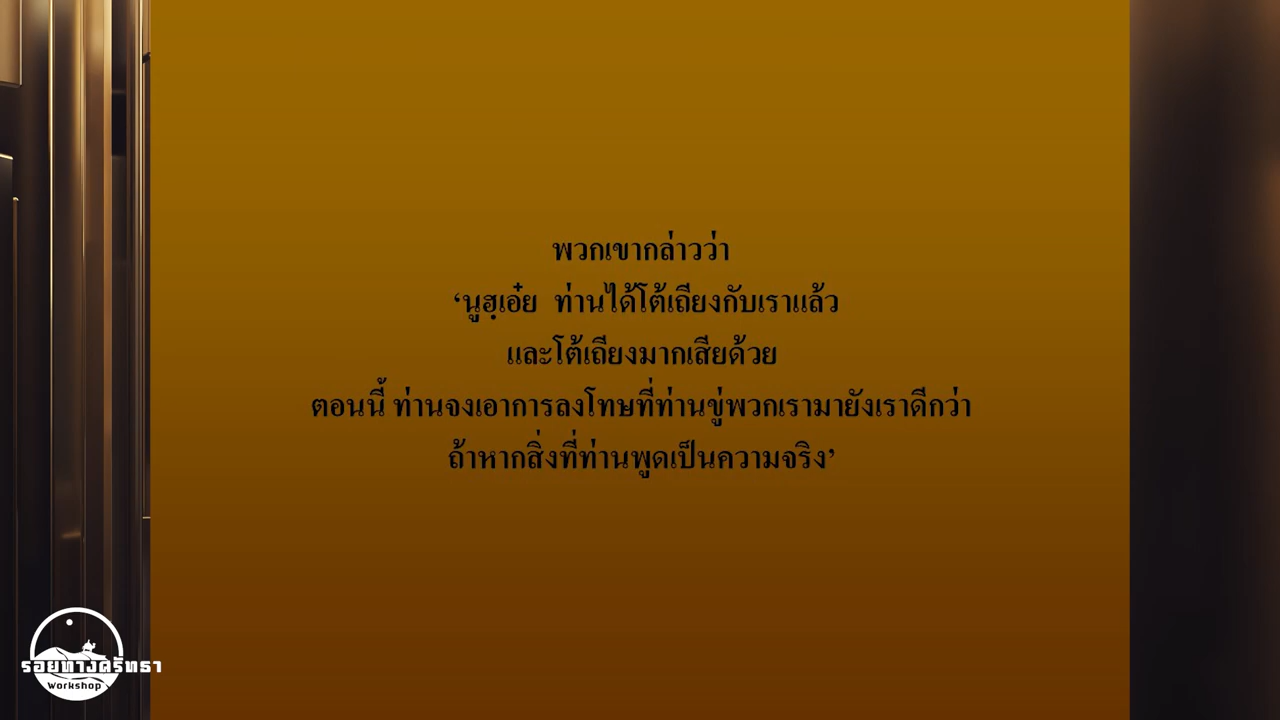 พวกเขากล่าวว่า
‘นูฮฺเอ๋ย ท่านได้โต้เถียงกับเราแล้ว
และโต้เถียงมากเสียด้วย
ตอนนี้ ท่านจงเอาการลงโทษที่ท่านขู่พวกเรามายังเราดีกว่า
ถ้าหากสิ่งที่ท่านพูดเป็นความจริง’
รอยทางศรัทธา
Workshop